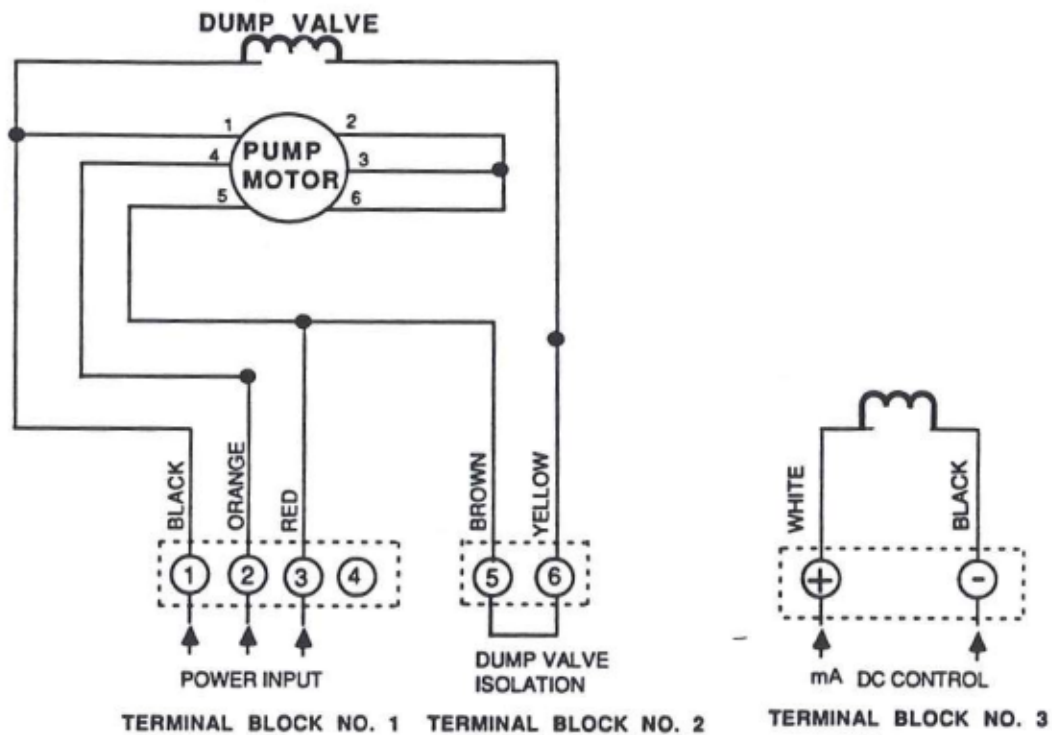 DUMP VALVE
1
2
4
PUMP
MOTOR
3
5
6
BLACK
ORANGE
RED
BROWN
YELLOW
WHITE
BLACK
1
2
3
4
5
6
+
-
POWER INPUT
DUMP VALVE
ISOLATION
mA DC CONTROL
TERMINAL BLOCK NO. 1
TERMINAL BLOCK NO. 2
TERMINAL BLOCK NO. 3